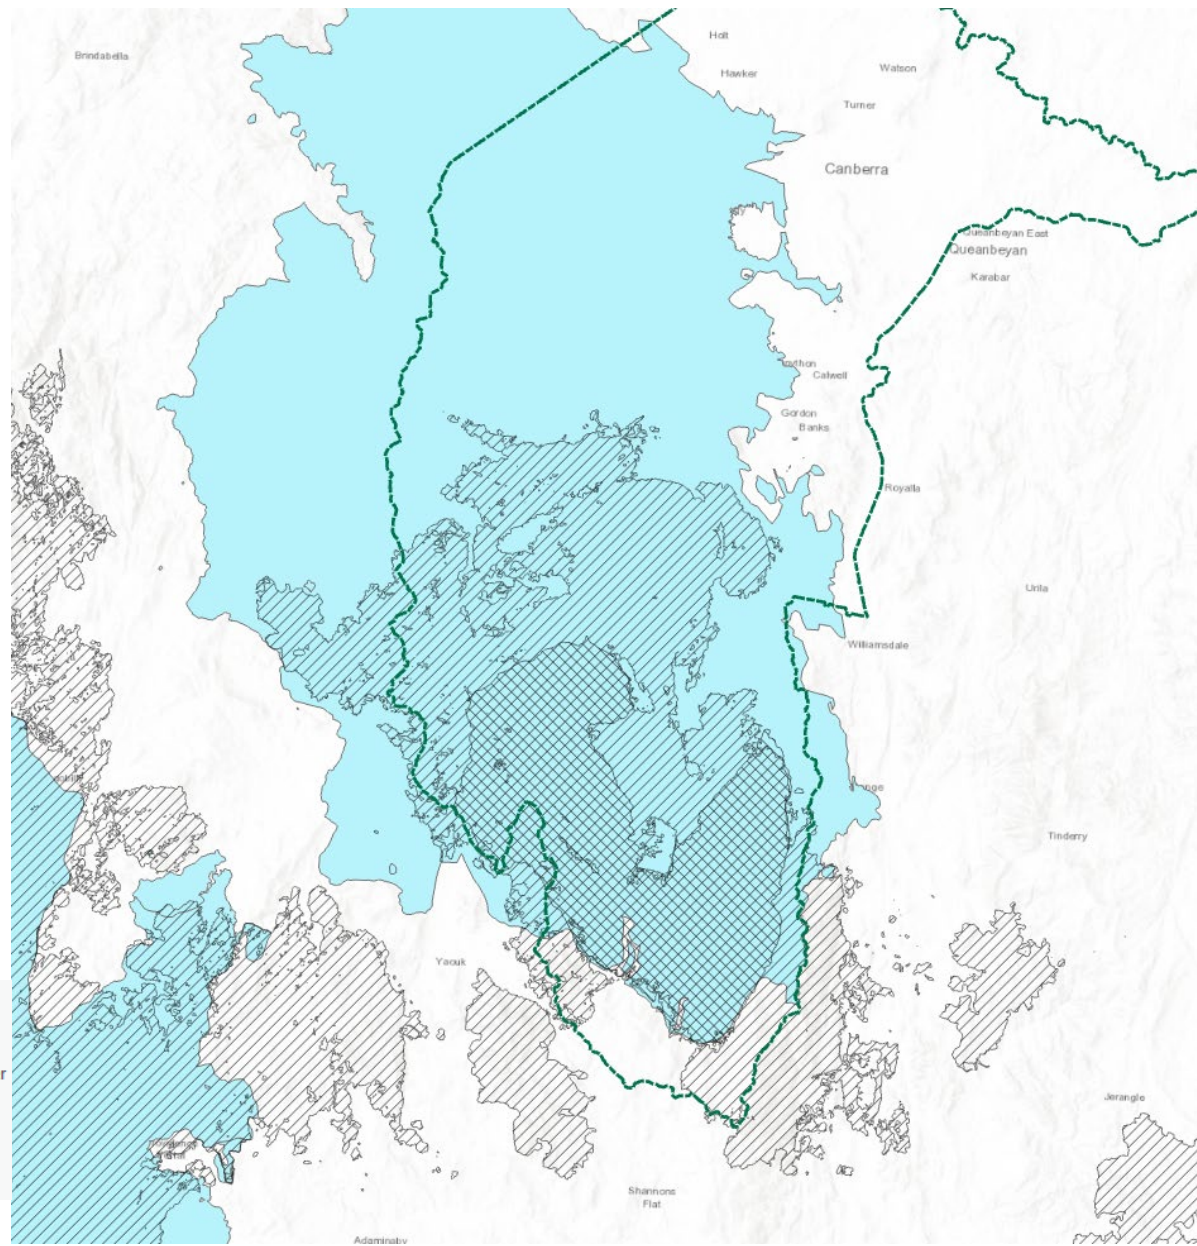 Holt
Brindabella
Hawker
Watson
Turner
Canberra
Queanbeyan East
Queanbeyan
Karabar
Calwell
Gordon
Banks
Royalla
Urila
Williamsdale
Tinderry
Yaouk
r
Jerangle
Shannons
Flat
Adaminaby